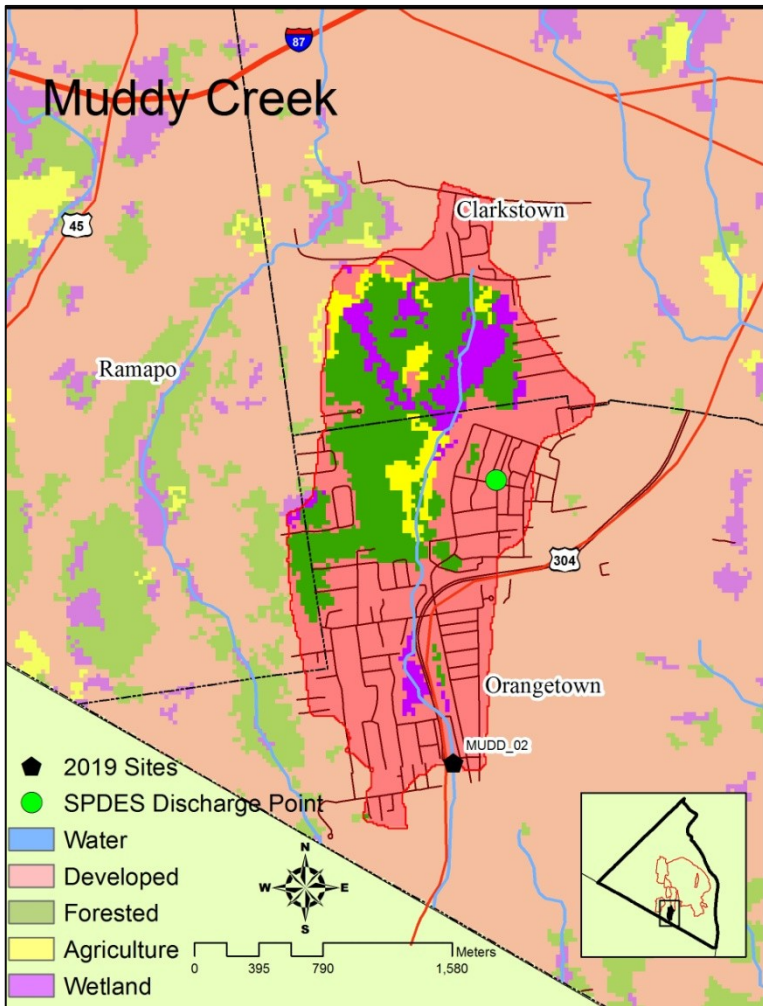 87
Muddy Creek
45
Clarkstown
Ramapo
304
Orangetown
MUDD_02
2019 Sites
SPDES Discharge Point
Water
Developed
Forested
Agriculture
Wetland
N
W E
S
Meters
0 395 790 1,580